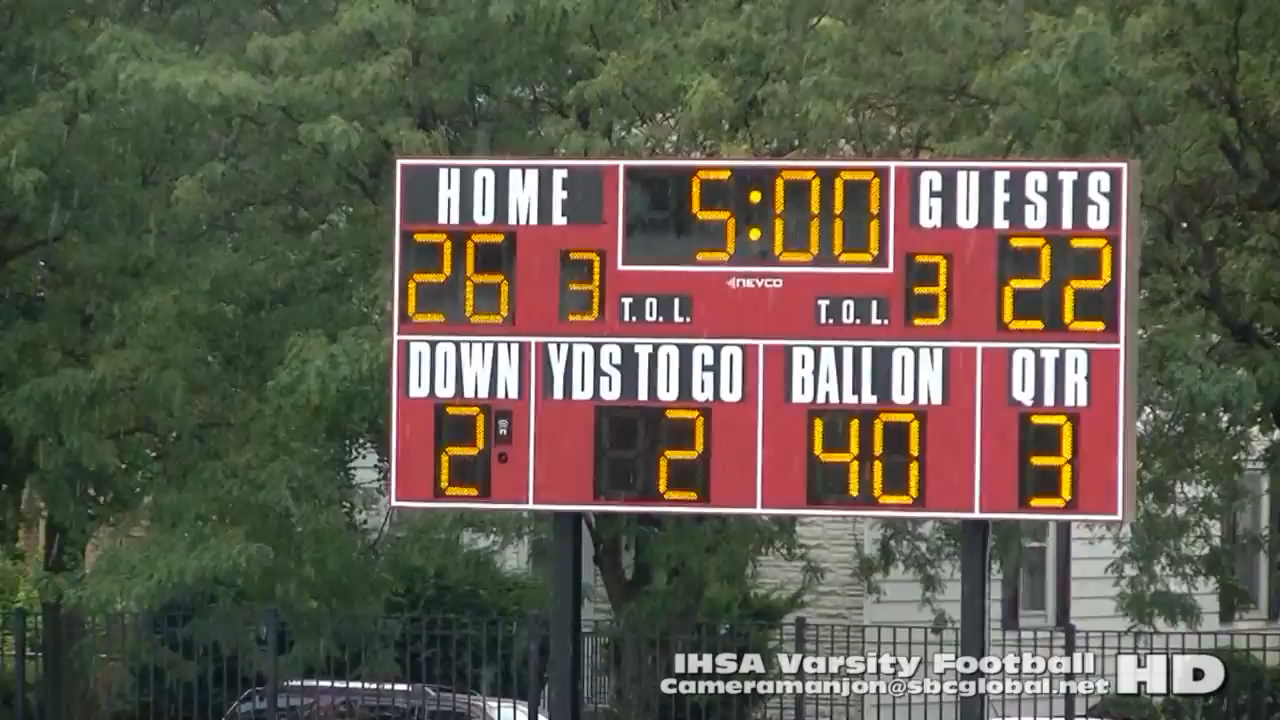 HOME 5:00 GUESTS
26 3 T.O.L. NEVCO T.O.L. 3 22
DOWN YDS TO GO BALL ON QTR
2 2 40 3
IHSA Varsity Football HD
cameramanjon@sbcglobal.net